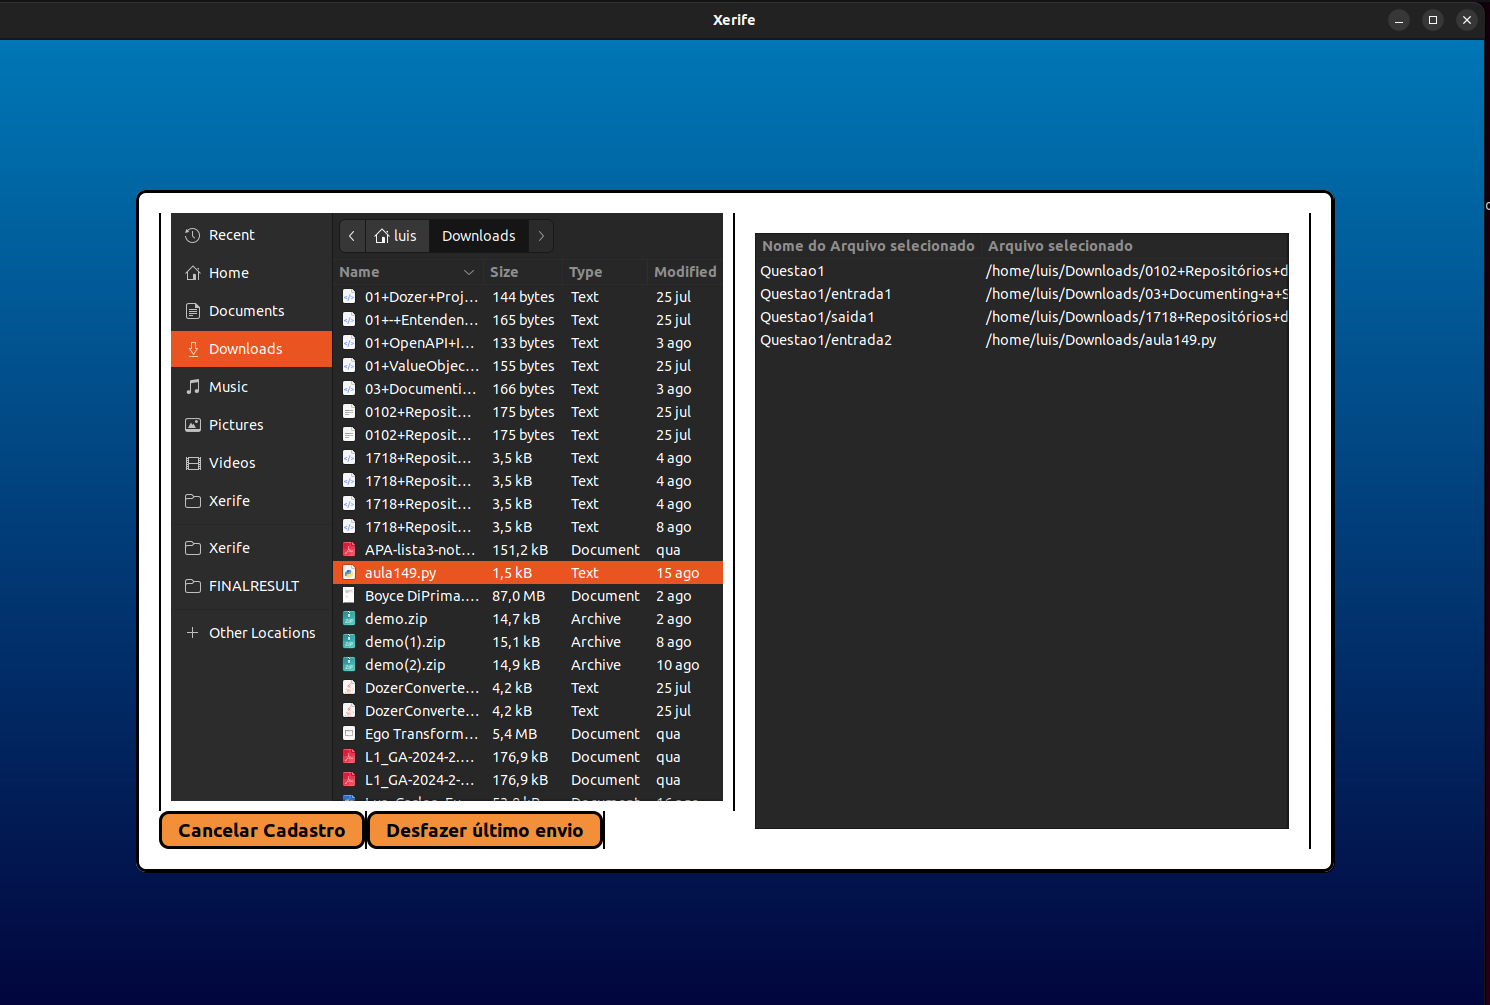 Xerife
Recent
Home
Documents
Downloads
Music
Pictures
Videos
Xerife
Xerife
FINALRESULT
Other Locations
luis Downloads
Name Size Type Modified
01+Dozer+Proj... 144 bytes Text 25 jul
01+-+Entenden... 165 bytes Text 25 jul
01+OpenAPI+I... 133 bytes Text 3 ago
01+ValueObjec... 155 bytes Text 25 jul
03+Documenti... 166 bytes Text 3 ago
0102+Reposit... 175 bytes Text 25 jul
0102+Reposit... 175 bytes Text 25 jul
1718+Reposit... 3,5 kB Text 4 ago
1718+Reposit... 3,5 kB Text 4 ago
1718+Reposit... 3,5 kB Text 4 ago
1718+Reposit... 3,5 kB Text 8 ago
APA-lista3-not... 151,2 kB Document qua
aula149.py 1,5 kB Text 15 ago
Boyce DiPrima.... 87,0 MB Document 2 ago
demo.zip 14,7 kB Archive 2 ago
demo(1).zip 15,1 kB Archive 8 ago
demo(2).zip 14,9 kB Archive 10 ago
DozerConverte... 4,2 kB Text 25 jul
DozerConverte... 4,2 kB Text 25 jul
Ego Transform... 5,4 MB Document qua
L1_GA-2024-2.... 176,9 kB Document qua
L1_GA-2024-2-... 176,9 kB Document qua
Nome do Arquivo selecionado Arquivo selecionado
Questao1 /home/luis/Downloads/0102+Repositórios+d
Questao1/entrada1 /home/luis/Downloads/03+Documenting+a+S
Questao1/saida1 /home/luis/Downloads/1718+Repositórios+d
Questao1/entrada2 /home/luis/Downloads/aula149.py
Cancelar Cadastro Desfazer último envio